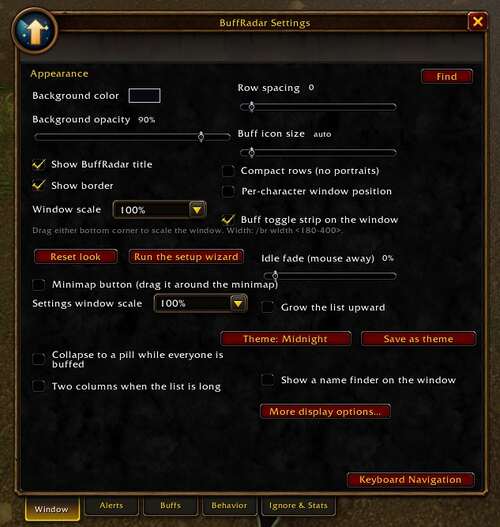 BuffRadar Settings
Appearance
Find
Background color
Row spacing 0
Background opacity 90%
Buff icon size auto
Show BuffRadar title
Compact rows (no portraits)
Show border
Per-character window position
Window scale 100%
Buff toggle strip on the window
Drag either bottom corner to scale the window. Width: /br width <180-400>.
Reset look
Run the setup wizard
Idle fade (mouse away) 0%
Minimap button (drag it around the minimap)
Settings window scale 100%
Grow the list upward
Theme: Midnight
Save as theme
Collapse to a pill while everyone is
buffed
Two columns when the list is long
Show a name finder on the window
More display options...
Keyboard Navigation
Window
Alerts
Buffs
Behavior
Ignore & Stats